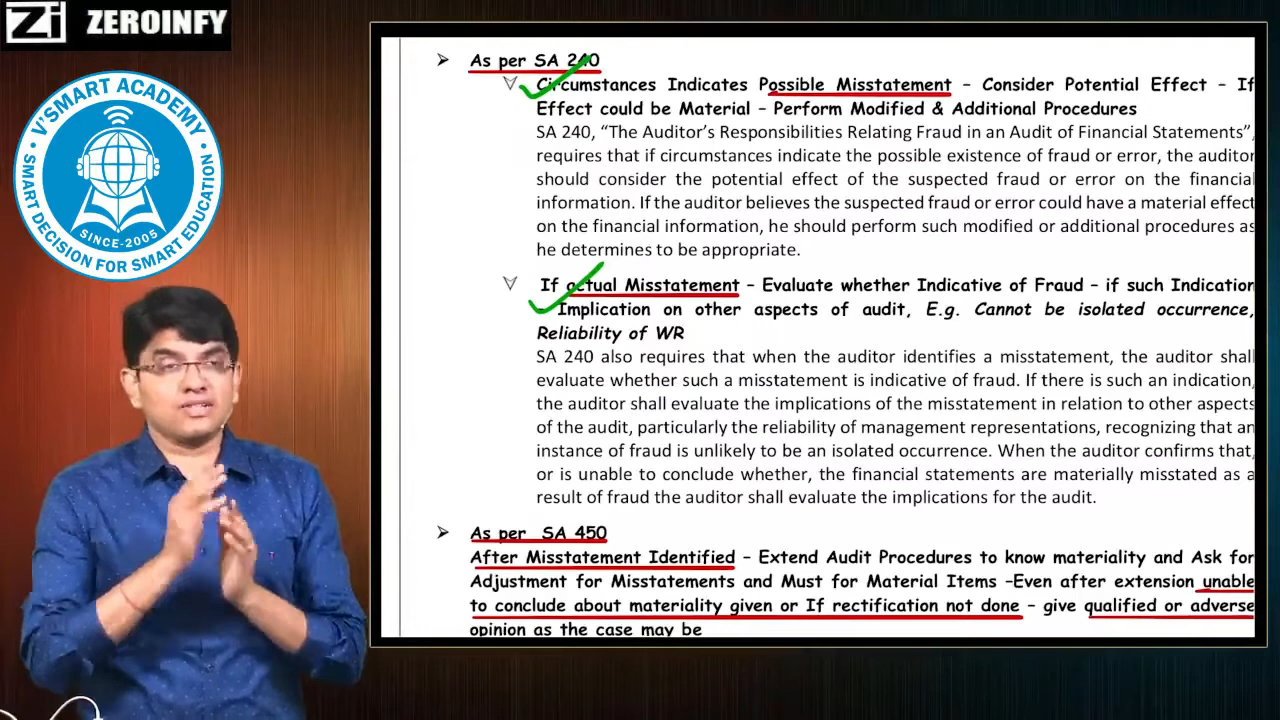 Zi ZEROINFY
V'SMART ACADEMY
SINCE-2005
SMART DECISION FOR SMART EDUCATION
As per SA 240
Circumstances Indicates Possible Misstatement – Consider Potential Effect – If
Effect could be Material – Perform Modified & Additional Procedures
SA 240, “The Auditor’s Responsibilities Relating Fraud in an Audit of Financial Statements”,
requires that if circumstances indicate the possible existence of fraud or error, the auditor
should consider the potential effect of the suspected fraud or error on the financial
information. If the auditor believes the suspected fraud or error could have a material effect
on the financial information, he should perform such modified or additional procedures as
he determines to be appropriate.
If actual Misstatement – Evaluate whether Indicative of Fraud – if such Indication
– Implication on other aspects of audit, E.g. Cannot be isolated occurrence,
Reliability of WR
SA 240 also requires that when the auditor identifies a misstatement, the auditor shall
evaluate whether such a misstatement is indicative of fraud. If there is such an indication,
the auditor shall evaluate the implications of the misstatement in relation to other aspects
of the audit, particularly the reliability of management representations, recognizing that an
instance of fraud is unlikely to be an isolated occurrence. When the auditor confirms that,
or is unable to conclude whether, the financial statements are materially misstated as a
result of fraud the auditor shall evaluate the implications for the audit.
As per SA 450
After Misstatement Identified – Extend Audit Procedures to know materiality and Ask for
Adjustment for Misstatements and Must for Material Items –Even after extension unable
to conclude about materiality given or If rectification not done – give qualified or adverse
opinion as the case may be